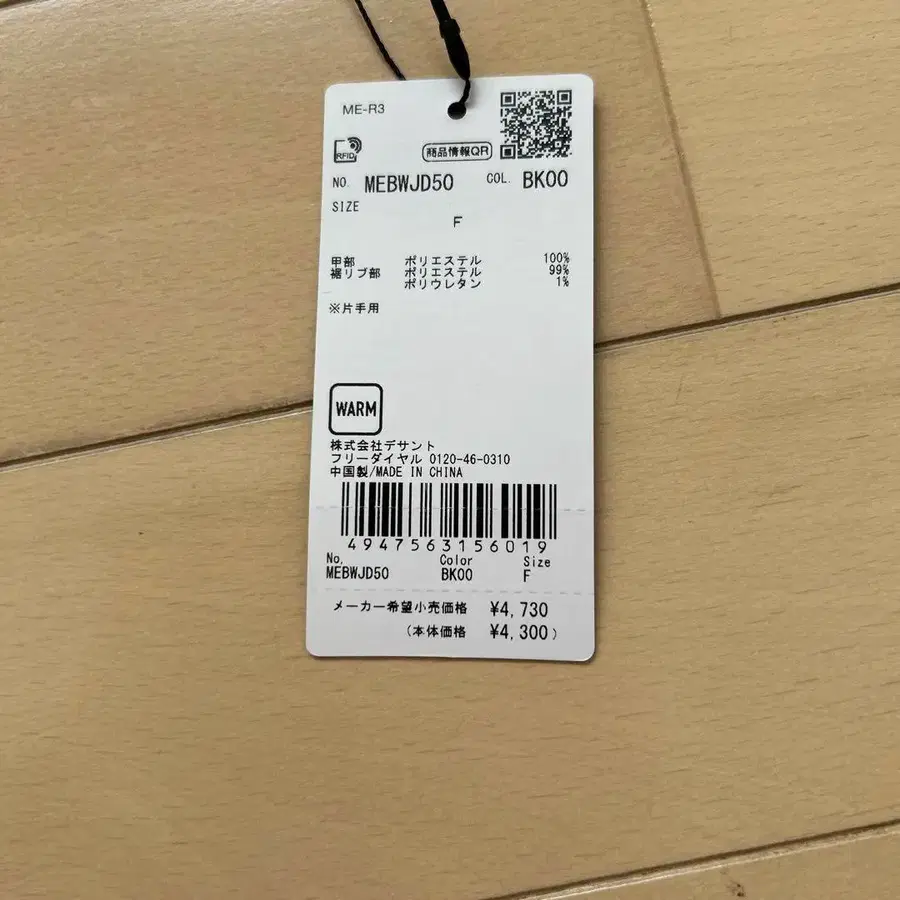 ME-R3
RFID
商品情報QR
NO. MEBWJD50 COL. BK00
SIZE
F
甲部 ポリエステル 100%
裾リブ部 ポリエステル 99%
ポリウレタン 1%
※片手用
WARM
株式会社デサント
フリーダイヤル 0120-46-0310
中国製/MADE IN CHINA
4947563156019
No. Color Size
MEBWJD50 BK00 F
メーカー希望小売価格 ¥4,730
(本体価格 ¥4,300)